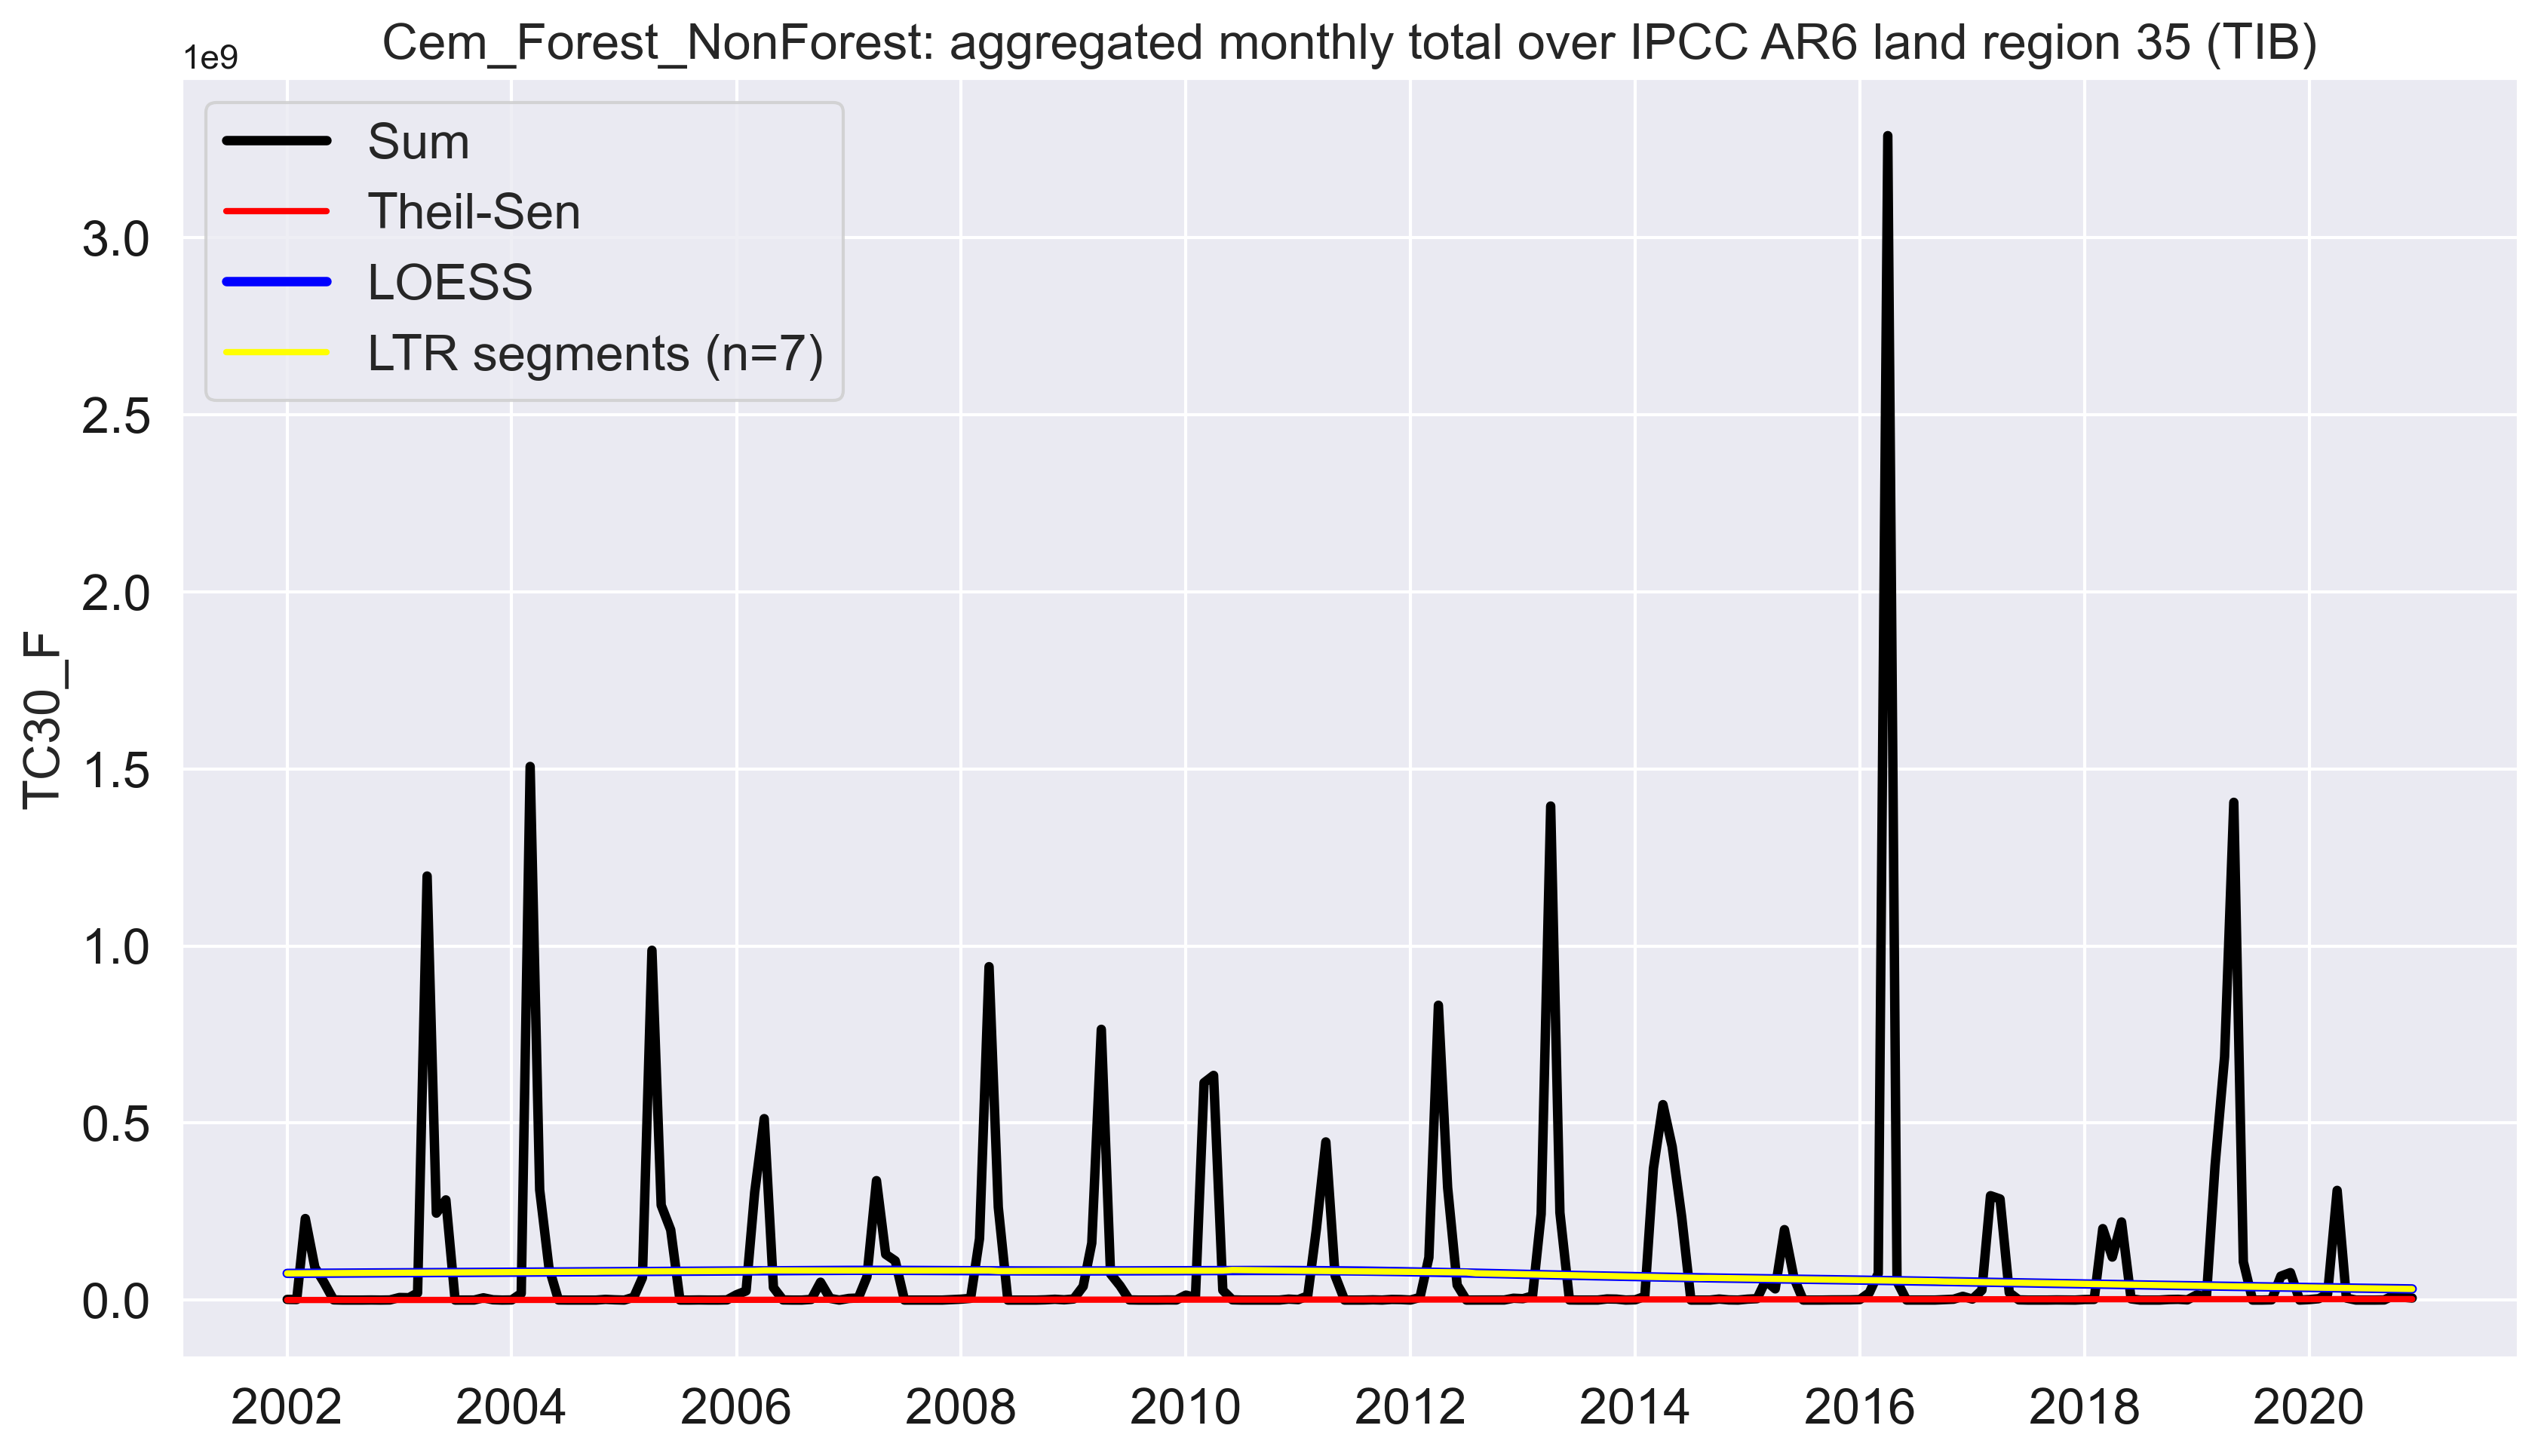 Cem_Forest_NonForest: aggregated monthly total over IPCC AR6 land region 35 (TIB)
1e9
Sum
Theil-Sen
LOESS
LTR segments (n=7)
TC30_F
3.0
2.5
2.0
1.5
1.0
0.5
0.0
2002 2004 2006 2008 2010 2012 2014 2016 2018 2020